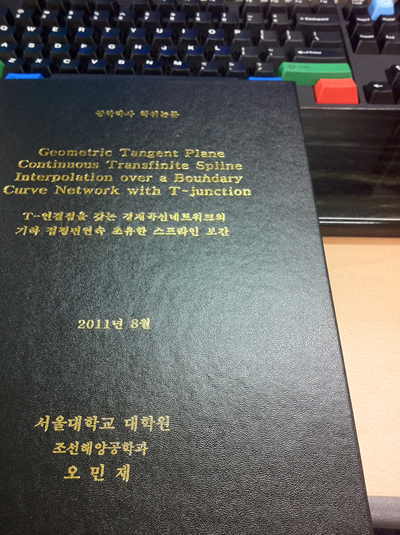 공학박사 학위논문
Geometric Tangent Plane
Continuous Transfinite Spline
Interpolation over a Boundary
Curve Network with T-junction
T-연결점을 갖는 경계곡선네트워크의
기하 접평면연속 초유한 스프라인 보간
2011년 8월
서울대학교 대학원
조선해양공학과
오 민 재